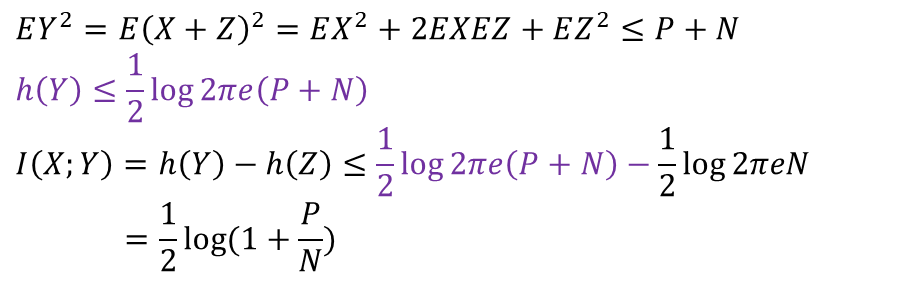 EY² = E(X + Z)² = EX² + 2EXEZ + EZ² ≤ P + N
h(Y) ≤ 1/2 log 2πe(P + N)
I(X; Y) = h(Y) − h(Z) ≤ 1/2 log 2πe(P + N) − 1/2 log 2πeN
= 1/2 log(1 + P/N)